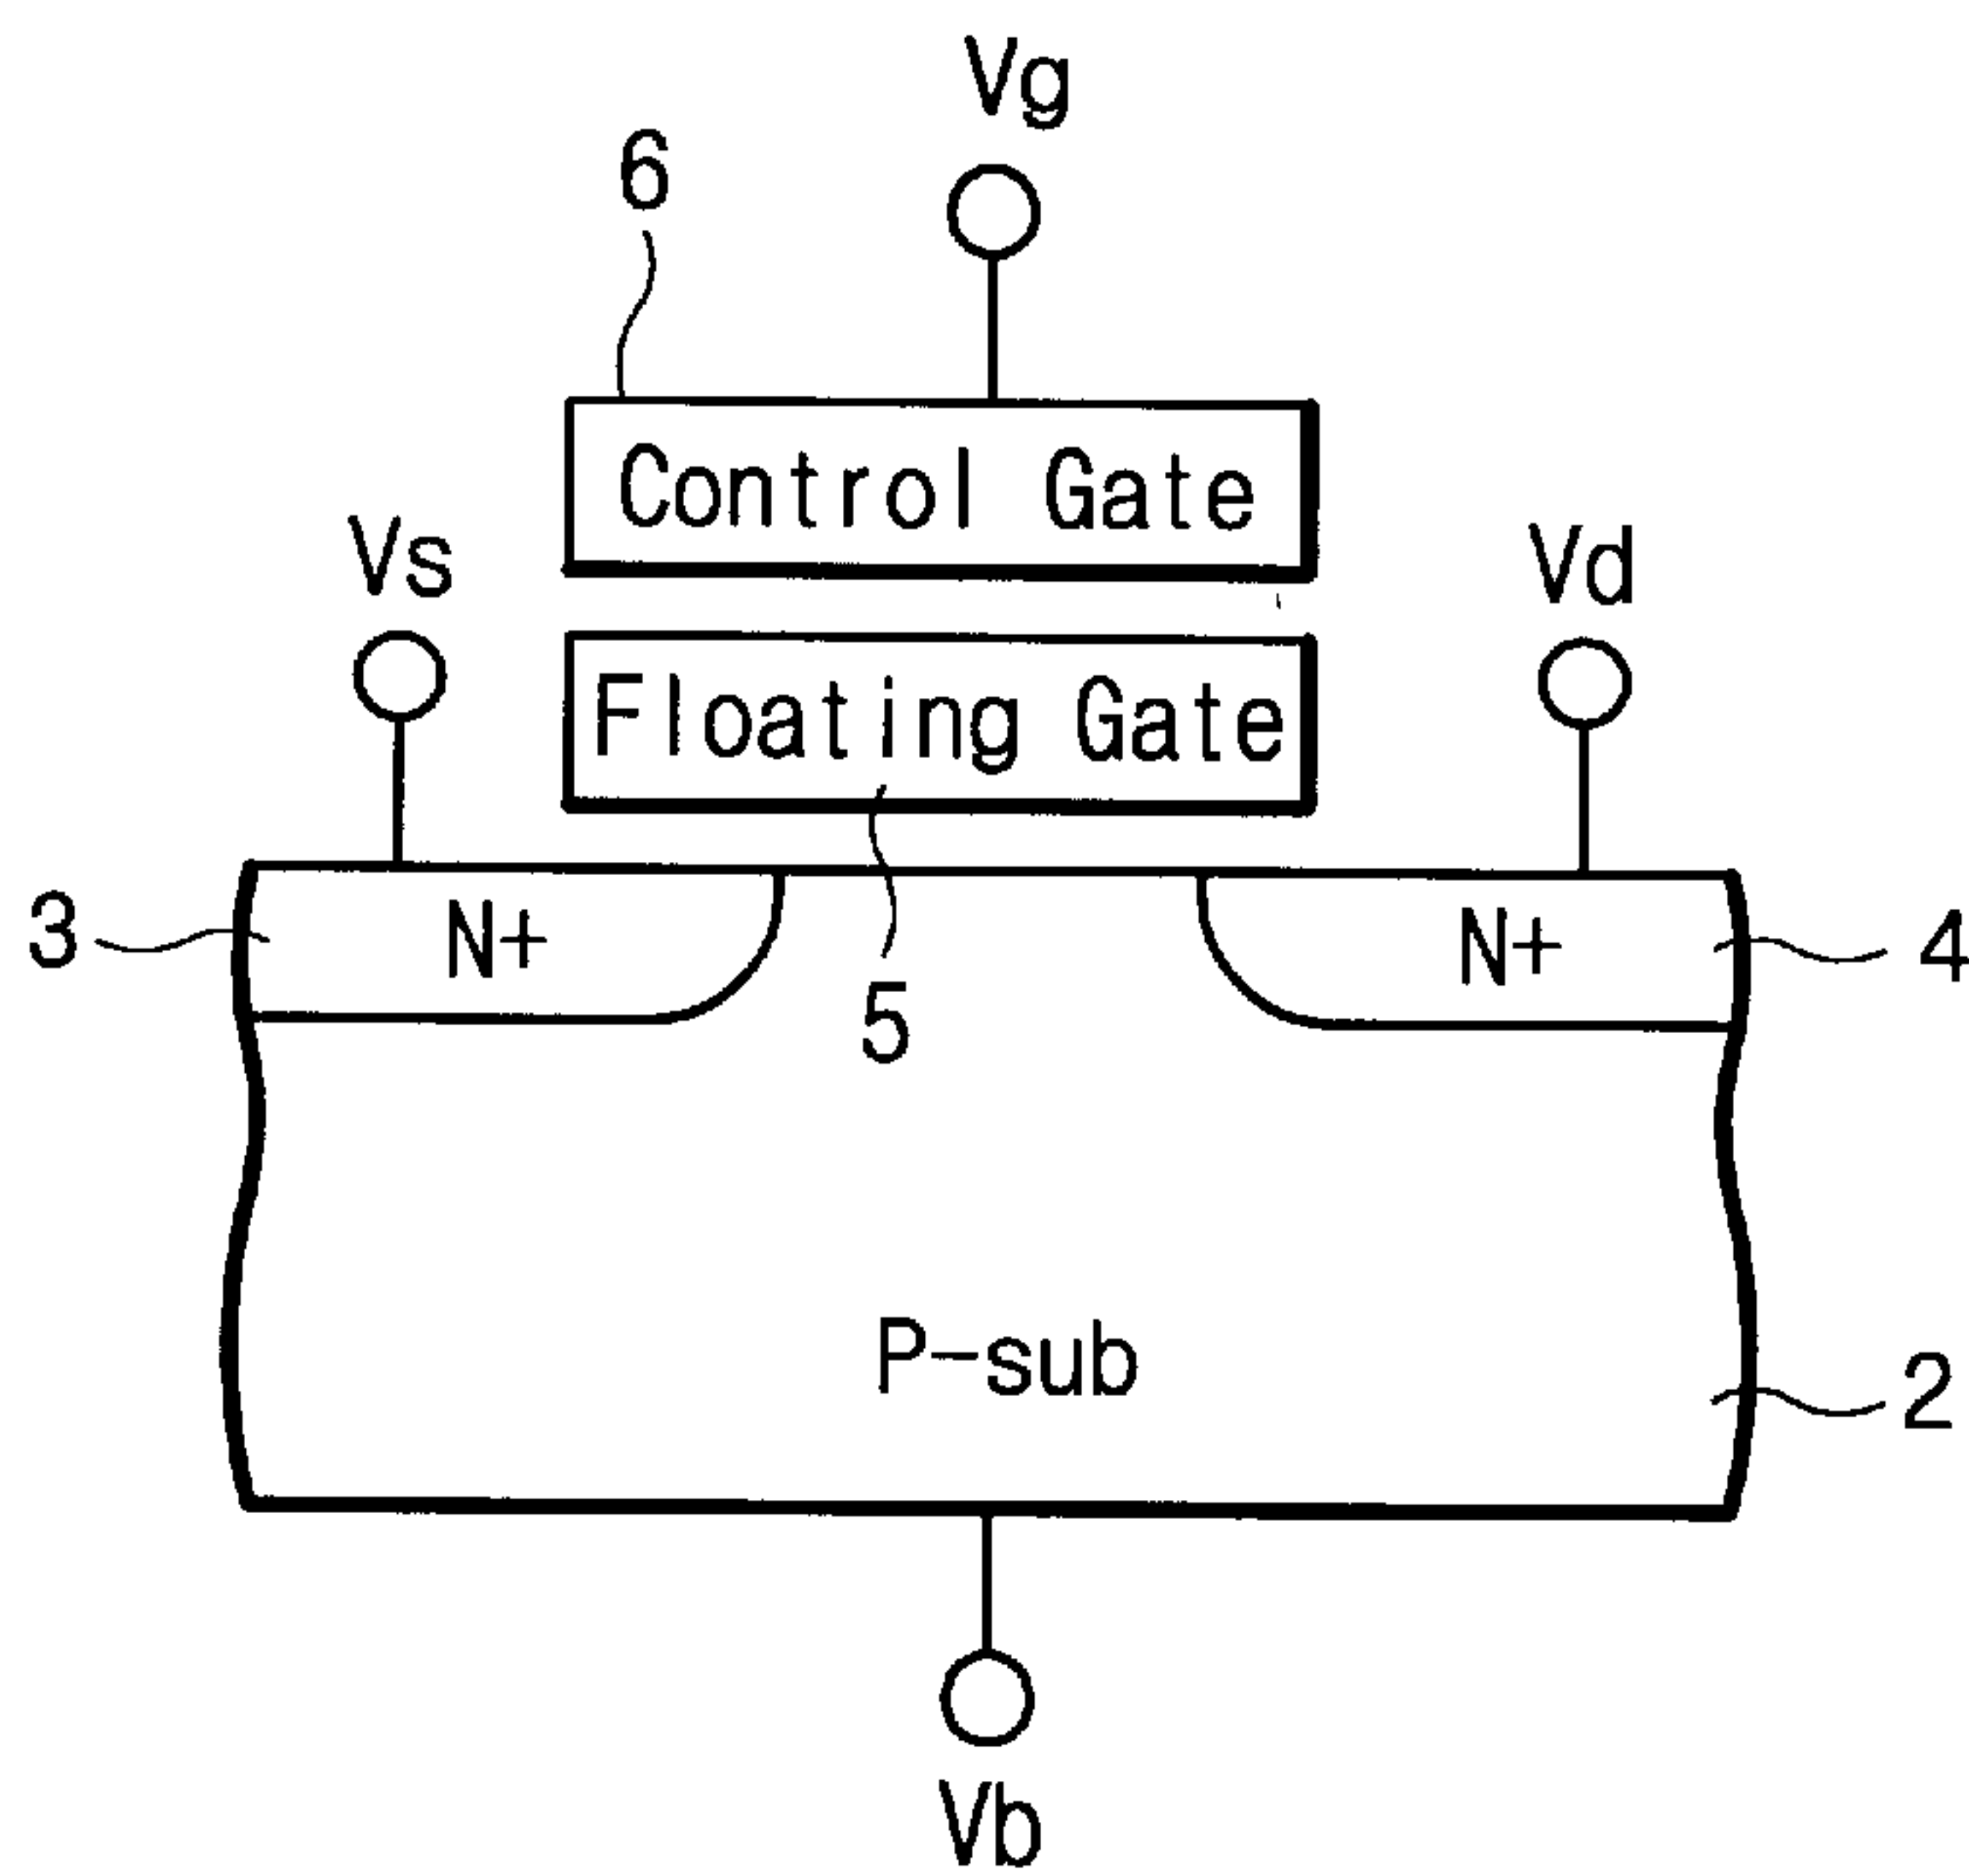 Vg
6
Control Gate
Vs
Vd
Floating Gate
3
N+
N+
4
5
P-sub
2
Vb